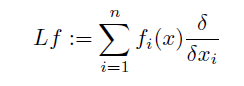 Lf := \sum_{i=1}^{n} f_i(x) \frac{\delta}{\delta x_i}